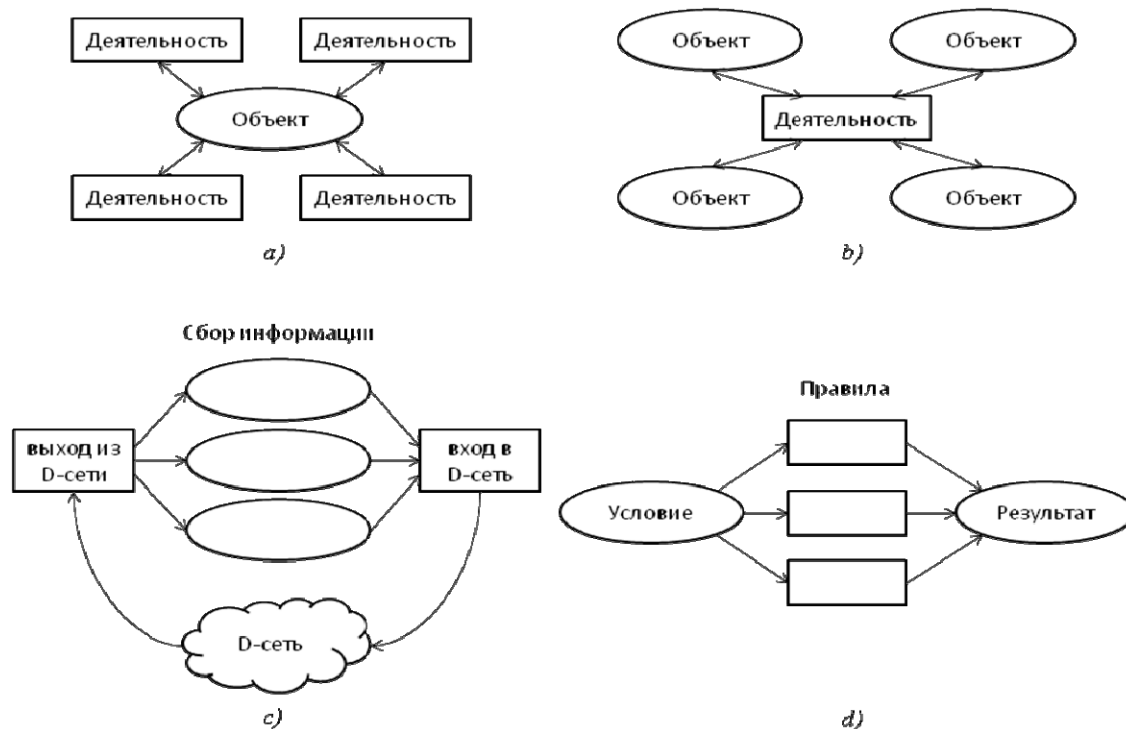 Деятельность
Деятельность
Объект
Деятельность
Деятельность
a)
Объект
Объект
Деятельность
Объект
Объект
b)
Сбор информации
выход из
D-сети
вход в
D-сеть
D-сеть
c)
Правила
Условие
Результат
d)